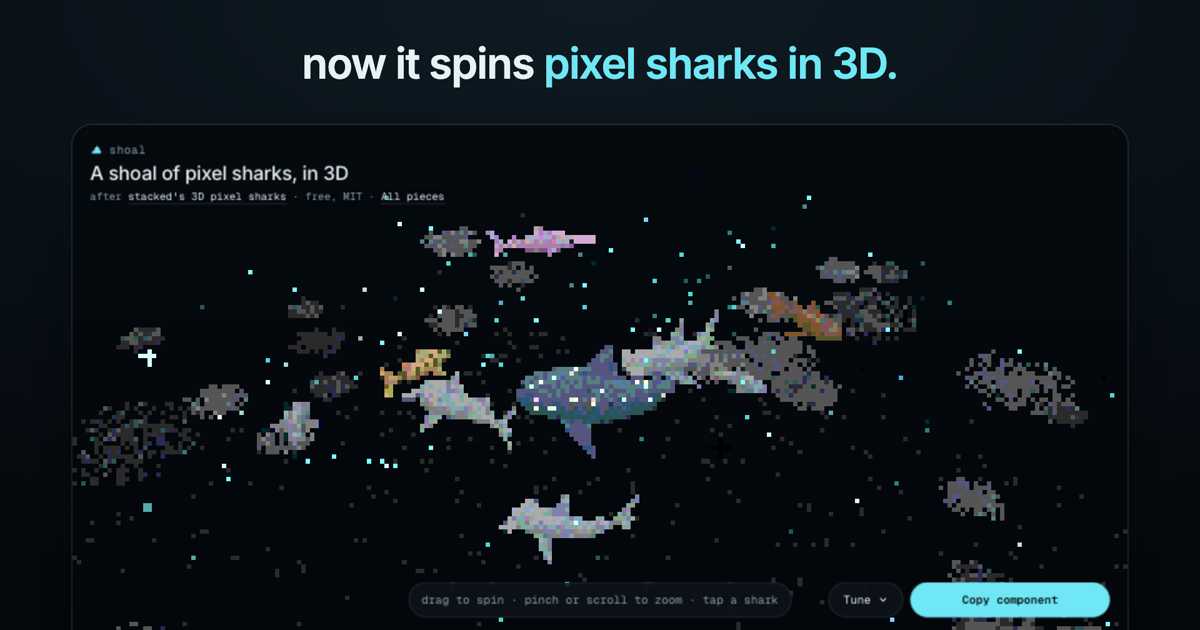 now it spins pixel sharks in 3D.
shoal
A shoal of pixel sharks, in 3D
after stacked's 3D pixel sharks · free, MIT · All pieces
drag to spin · pinch or scroll to zoom · tap a shark
Tune
Copy component